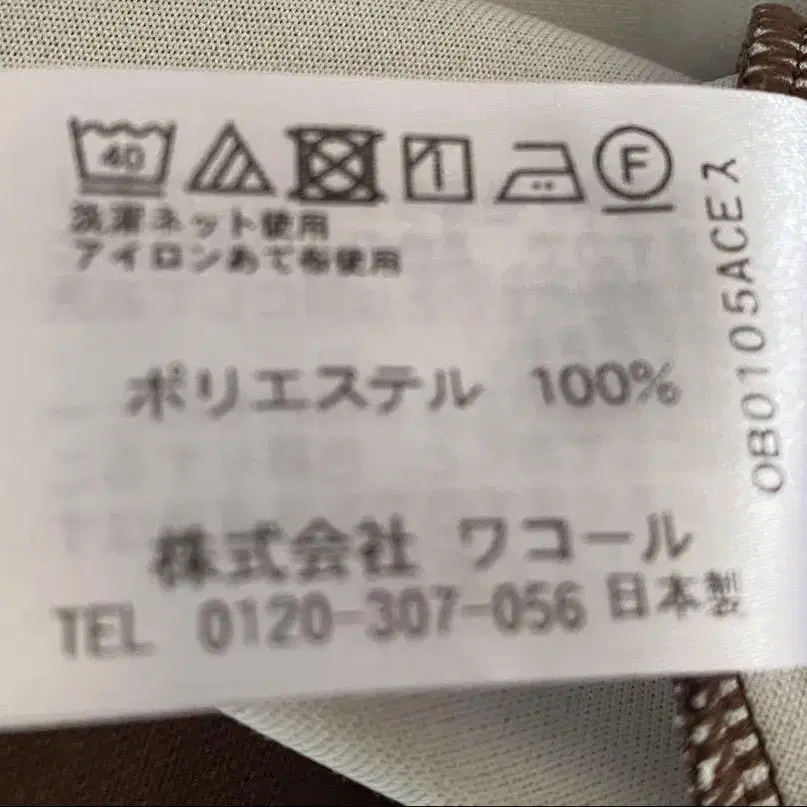 40
F
洗濯ネット使用
アイロンあて布使用
ポリエステル 100%
株式会社 ワコール
TEL 0120-307-056 日本製
OB0105ACEス